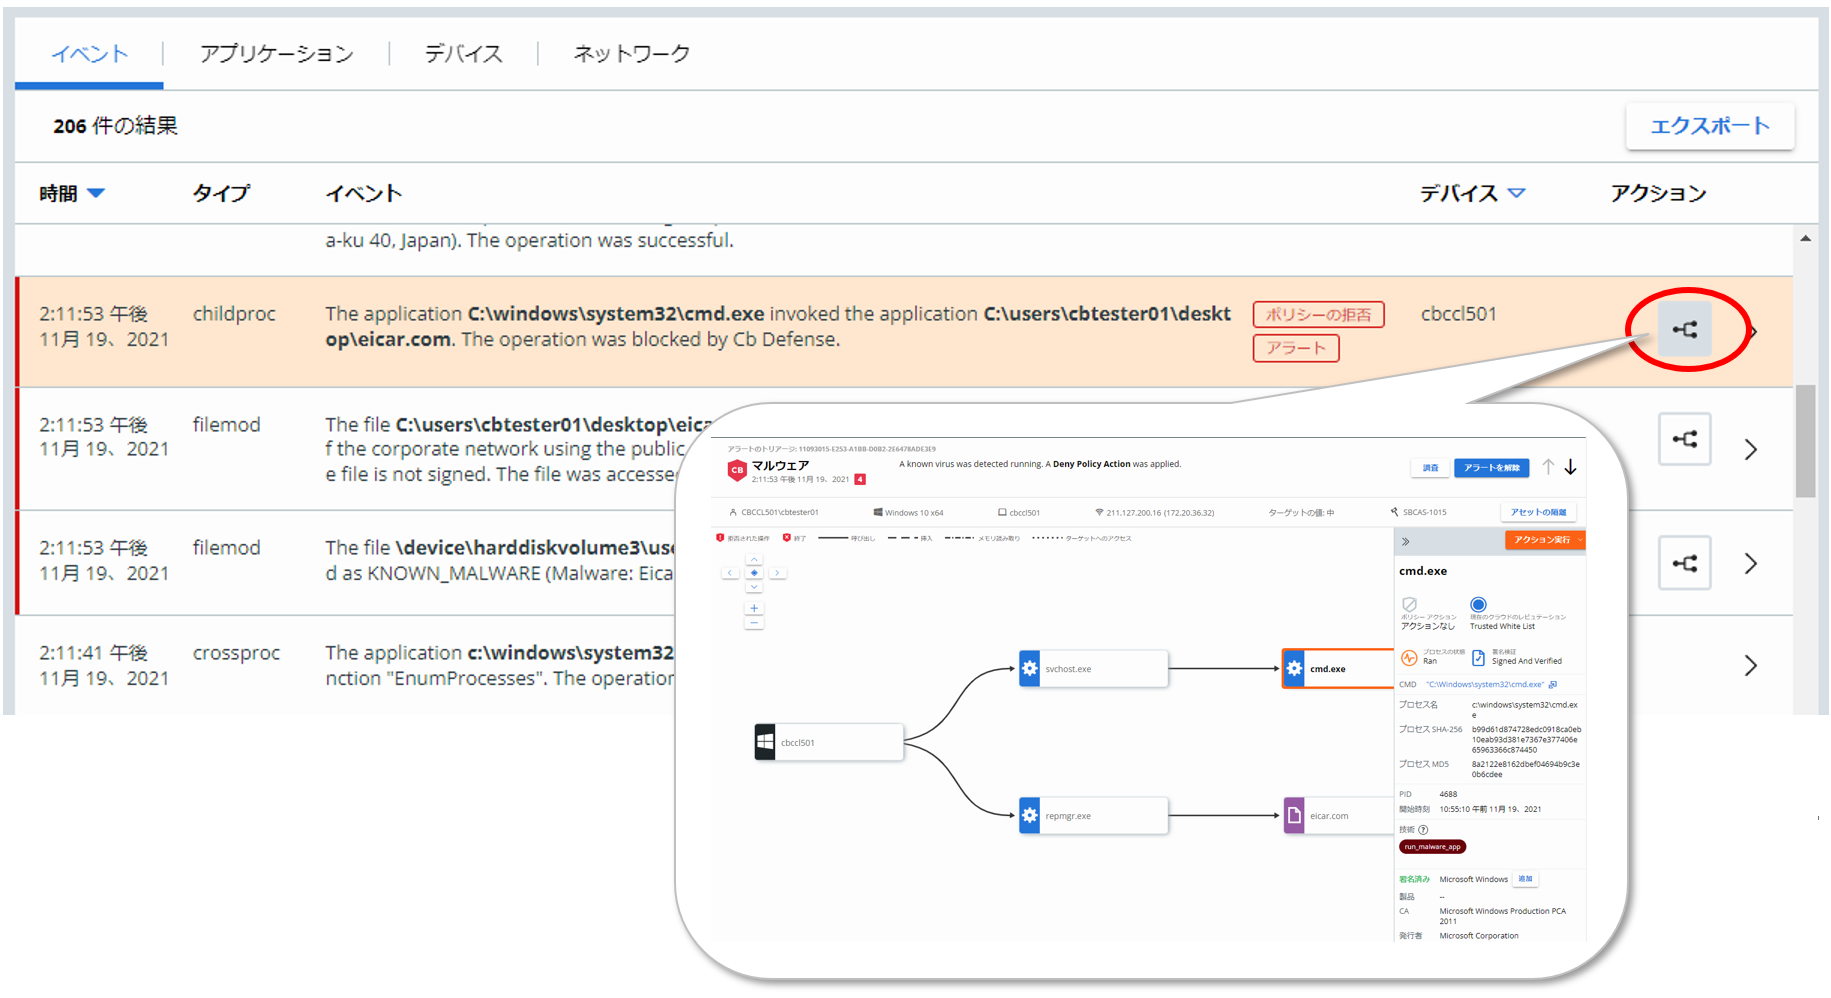 イベント
アプリケーション
デバイス
ネットワーク
206 件の結果
エクスポート
時間
タイプ
イベント
デバイス
アクション
a-ku 40, Japan). The operation was successful.
2:11:53 午後
11月 19、2021
childproc
The application C:\windows\system32\cmd.exe invoked the application C:\users\cbtester01\deskt
op\eicar.com. The operation was blocked by Cb Defense.
ポリシーの拒否
アラート
cbccl501
2:11:53 午後
11月 19、2021
filemod
The file C:\users\cbtester01\desktop\eica
f the corporate network using the public
e file is not signed. The file was accesse
2:11:53 午後
11月 19、2021
filemod
The file \device\harddiskvolume3\use
d as KNOWN_MALWARE (Malware: Eica
2:11:41 午後
11月 19、2021
crossproc
The application c:\windows\system32
nction "EnumProcesses". The operation
アラートのトリアージ: 11093015-E253-A1BB-D0B2-2E6478ADE3E9
CB
マルウェア
2:11:53 午後 11月 19、2021 4
A known virus was detected running. A Deny Policy Action was applied.
調査
アラートを解除
CBCCL501\cbtester01
Windows 10 x64
cbccl501
211.127.200.16 (172.20.36.32)
ターゲットの値: 中
SBCAS-1015
アセットの隔離
拒否された操作
終了
呼び出し
挿入
メモリ読み取り
ターゲットへのアクセス
アクション実行
cbccl501
svchost.exe
cmd.exe
repmgr.exe
eicar.com
cmd.exe
ポリシー アクション
アクションなし
現在のクラウドのレピュテーション
Trusted White List
プロセスの状態
Ran
署名検証
Signed And Verified
CMD "C:\Windows\system32\cmd.exe"
プロセス名 c:\windows\system32\cmd.ex
e
プロセス SHA-256 b99d61d874728edc0918ca0eb
10eab93d381e7367e377406e
65963366c874450
プロセス MD5 8a2122e8162dbef04694b9c3e
0b6cdee
PID 4688
開始時刻 10:55:10 午前 11月 19、2021
技術
run_malware_app
署名済み Microsoft Windows 追加
製品 --
CA Microsoft Windows Production PCA
2011
発行者 Microsoft Corporation